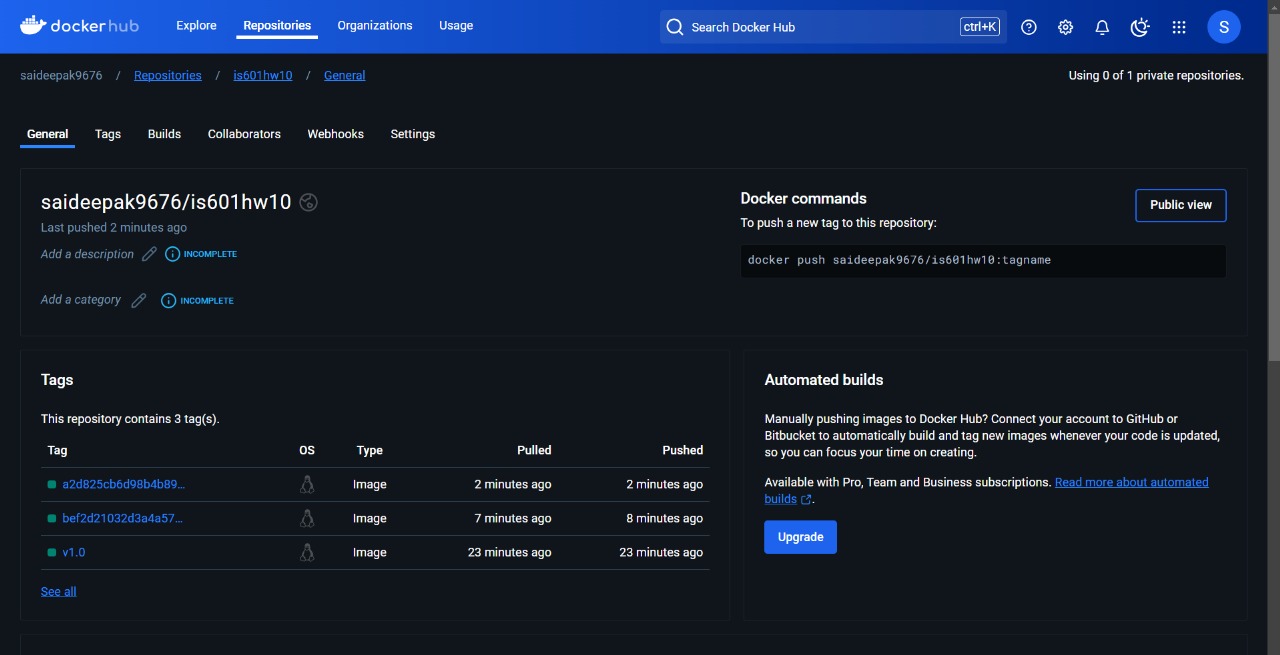 dockerhub Explore Repositories Organizations Usage Search Docker Hub ctrl+K S
saideepak9676 / Repositories / is601hw10 / General Using 0 of 1 private repositories.
General Tags Builds Collaborators Webhooks Settings
saideepak9676/is601hw10
Last pushed 2 minutes ago
Add a description INCOMPLETE
Add a category INCOMPLETE
Docker commands
Public view
To push a new tag to this repository:
docker push saideepak9676/is601hw10:tagname
Tags
This repository contains 3 tag(s).
Tag OS Type Pulled Pushed
a2d825cb6d98b4b89... Image 2 minutes ago 2 minutes ago
bef2d21032d3a4a57... Image 7 minutes ago 8 minutes ago
v1.0 Image 23 minutes ago 23 minutes ago
See all
Automated builds
Manually pushing images to Docker Hub? Connect your account to GitHub or
Bitbucket to automatically build and tag new images whenever your code is updated,
so you can focus your time on creating.
Available with Pro, Team and Business subscriptions. Read more about automated
builds .
Upgrade